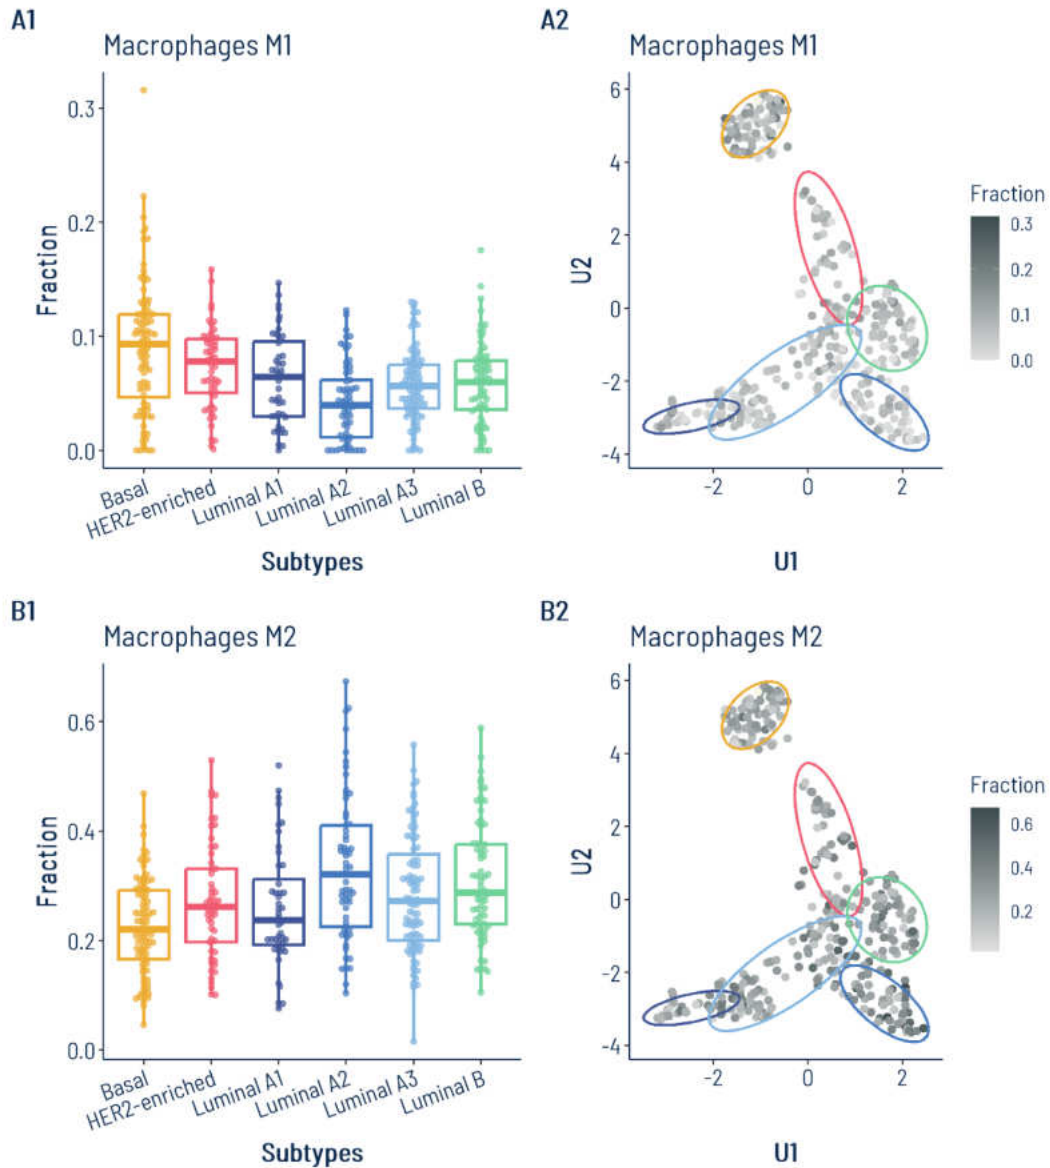 A1
Macrophages M1
0.3
0.2
0.1
0.0
Fraction
Basal
HER2-enriched
Luminal A1
Luminal A2
Luminal A3
Luminal B
Subtypes
A2
Macrophages M1
6
4
2
0
-2
-4
U2
-2
0
2
U1
Fraction
0.3
0.2
0.1
0.0
B1
Macrophages M2
0.6
0.4
0.2
0.0
Fraction
Basal
HER2-enriched
Luminal A1
Luminal A2
Luminal A3
Luminal B
Subtypes
B2
Macrophages M2
6
4
2
0
-2
-4
U2
-2
0
2
U1
Fraction
0.6
0.4
0.2